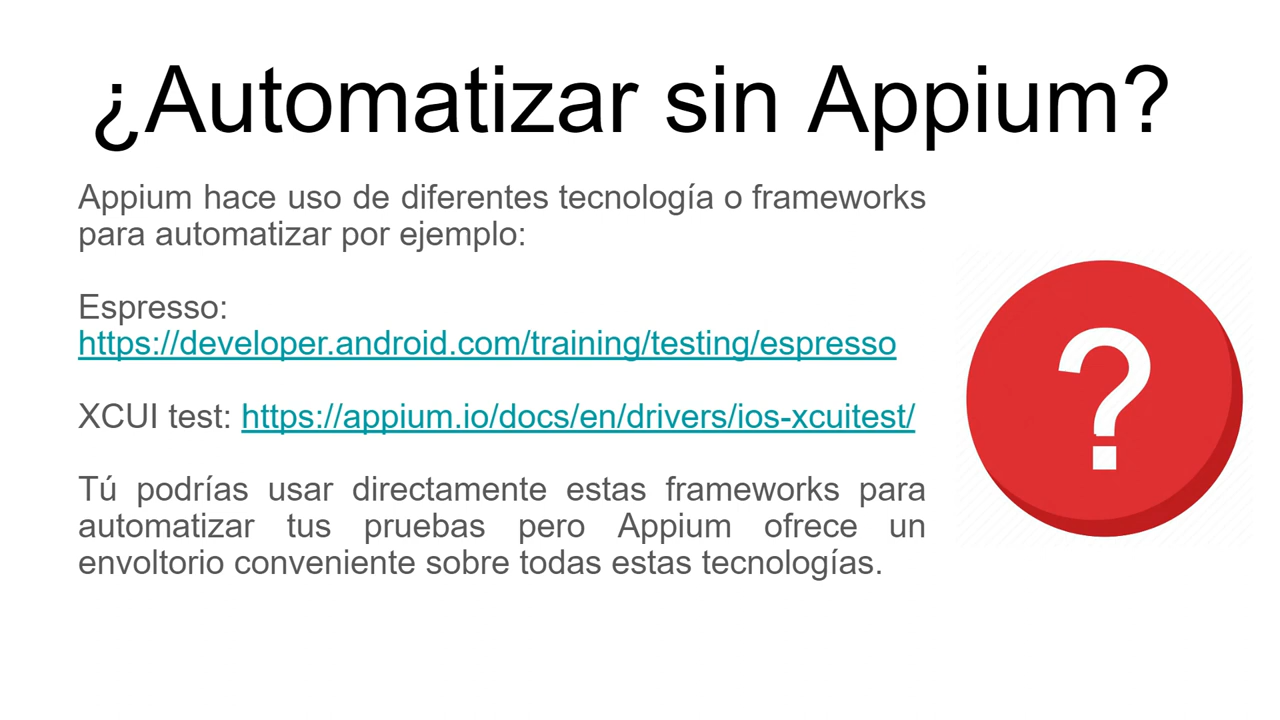 ¿Automatizar sin Appium?
Appium hace uso de diferentes tecnología o frameworks
para automatizar por ejemplo:
Espresso:
https://developer.android.com/training/testing/espresso
XCUI test: https://appium.io/docs/en/drivers/ios-xcuitest/
Tú podrías usar directamente estas frameworks para
automatizar tus pruebas pero Appium ofrece un
envoltorio conveniente sobre todas estas tecnologías.
?